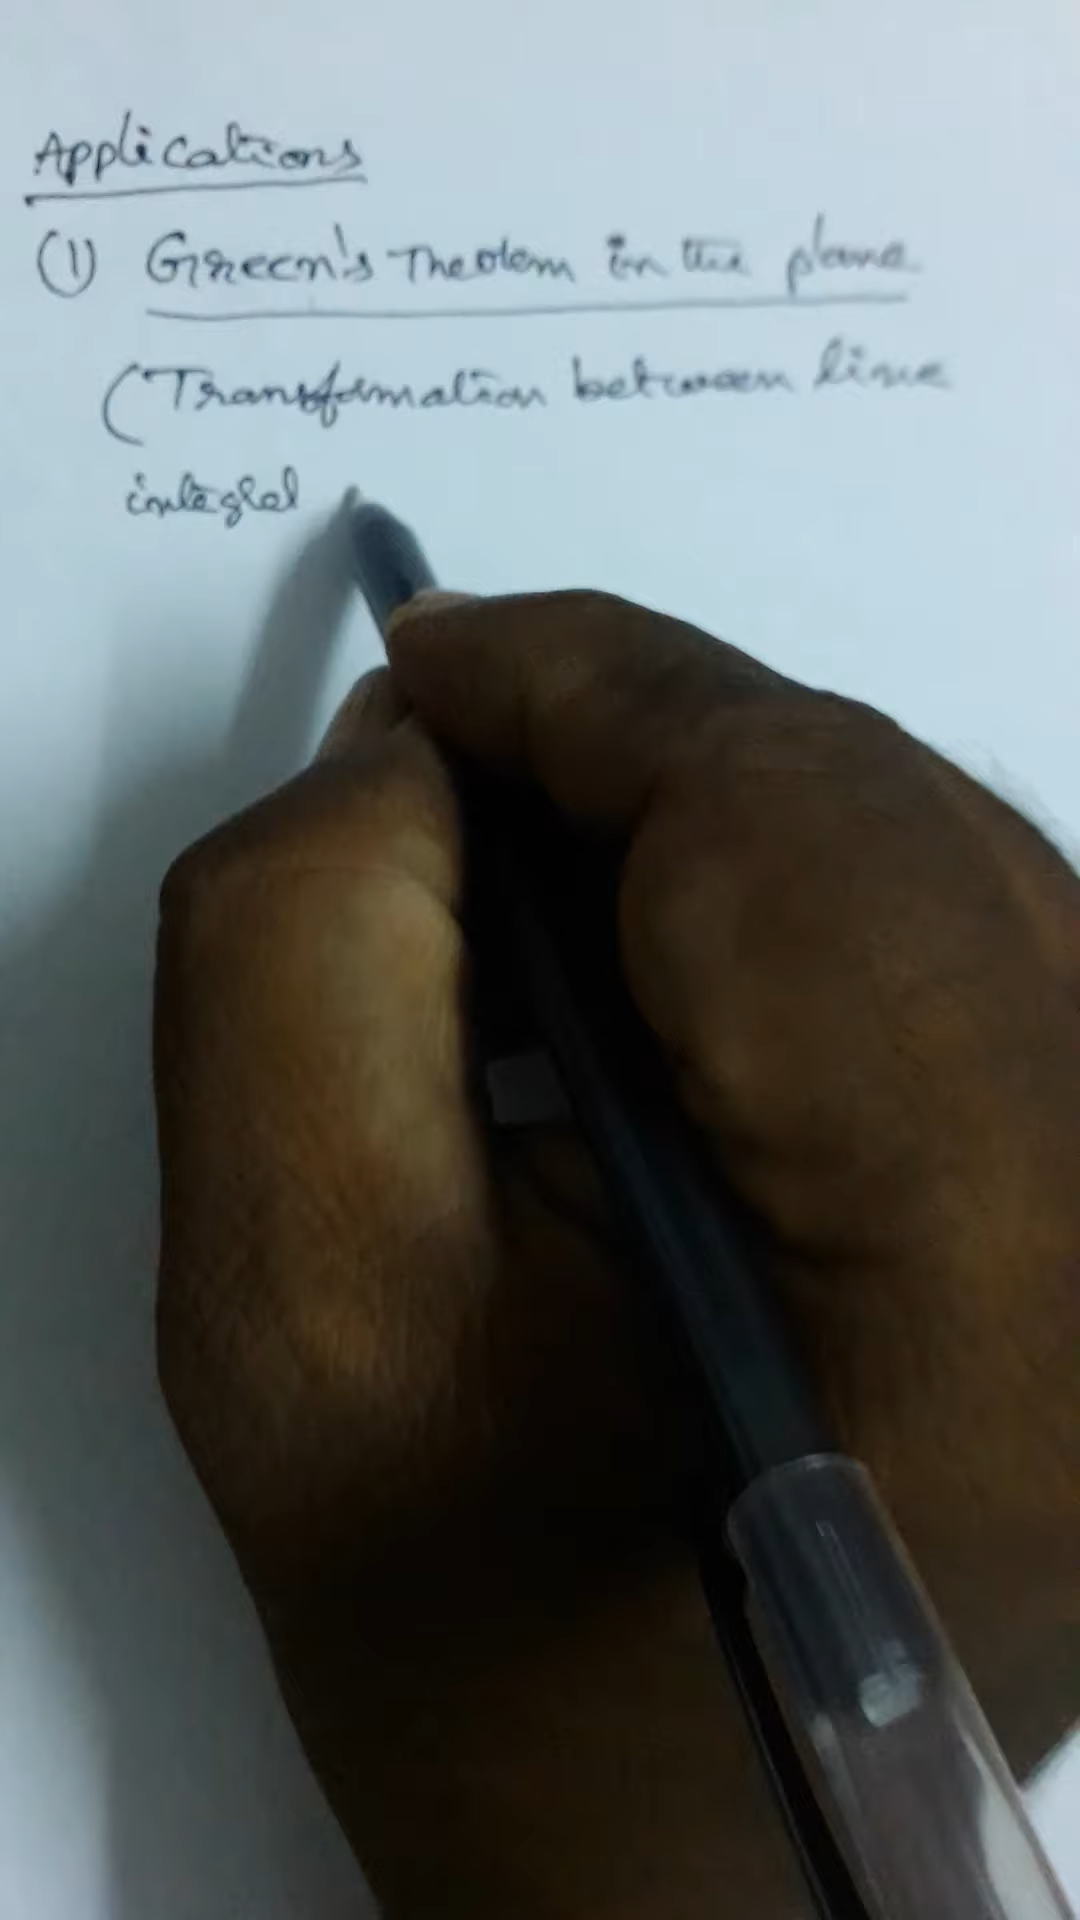 Applications
(1) Green's Theorem in the plane
(Transformation between line
integral